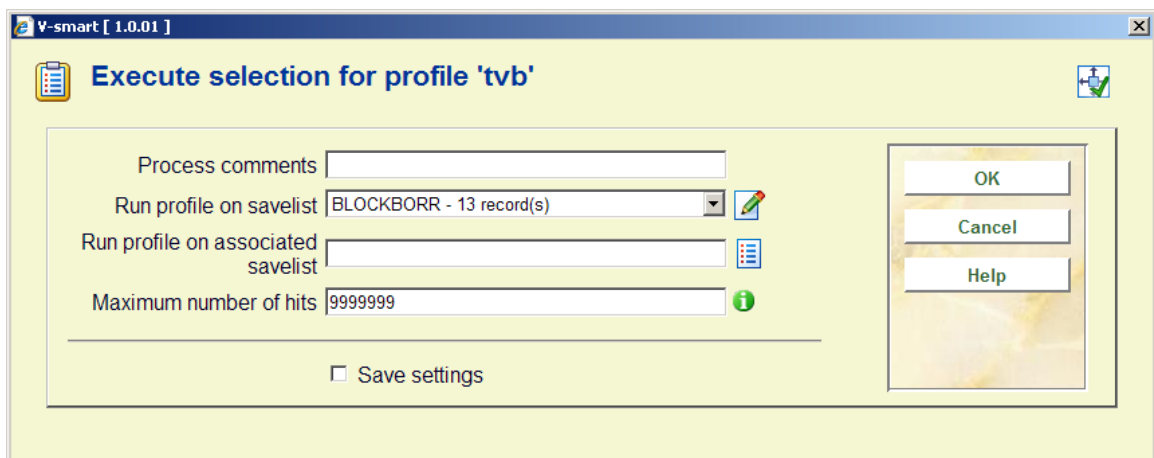 V-smart [ 1.0.01 ]
Execute selection for profile 'tvb'
Process comments
Run profile on savelist BLOCKBORR - 13 record(s)
Run profile on associated
savelist
Maximum number of hits 9999999
Save settings
OK
Cancel
Help